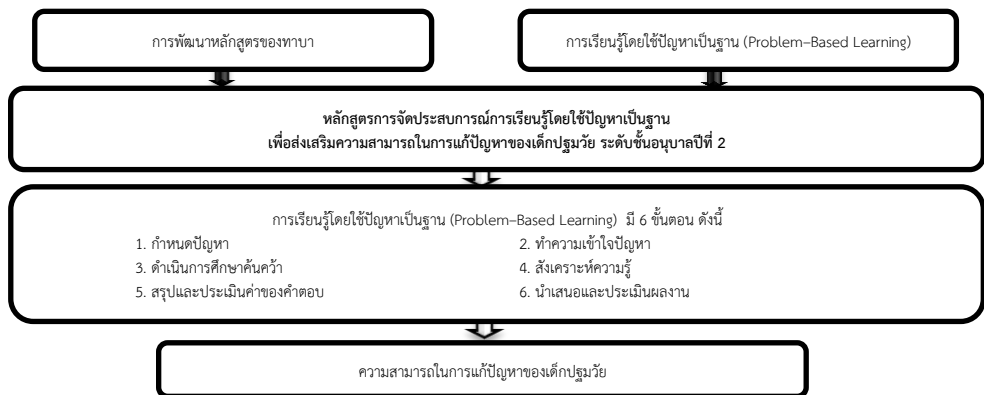 การพัฒนาหลักสูตรของทาบา
การเรียนรู้โดยใช้ปัญหาเป็นฐาน (Problem–Based Learning)
หลักสูตรการจัดประสบการณ์การเรียนรู้โดยใช้ปัญหาเป็นฐาน
เพื่อส่งเสริมความสามารถในการแก้ปัญหาของเด็กปฐมวัย ระดับชั้นอนุบาลปีที่ 2
การเรียนรู้โดยใช้ปัญหาเป็นฐาน (Problem–Based Learning) มี 6 ขั้นตอน ดังนี้
1. กำหนดปัญหา
2. ทำความเข้าใจปัญหา
3. ดำเนินการศึกษาค้นคว้า
4. สังเคราะห์ความรู้
5. สรุปและประเมินค่าของคำตอบ
6. นำเสนอและประเมินผลงาน
ความสามารถในการแก้ปัญหาของเด็กปฐมวัย